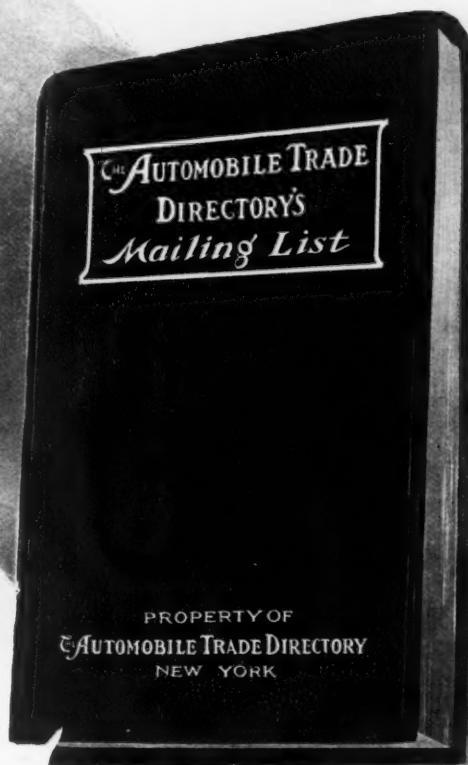 THE AUTOMOBILE TRADE
DIRECTORY'S
Mailing List
PROPERTY OF
THE AUTOMOBILE TRADE DIRECTORY
NEW YORK